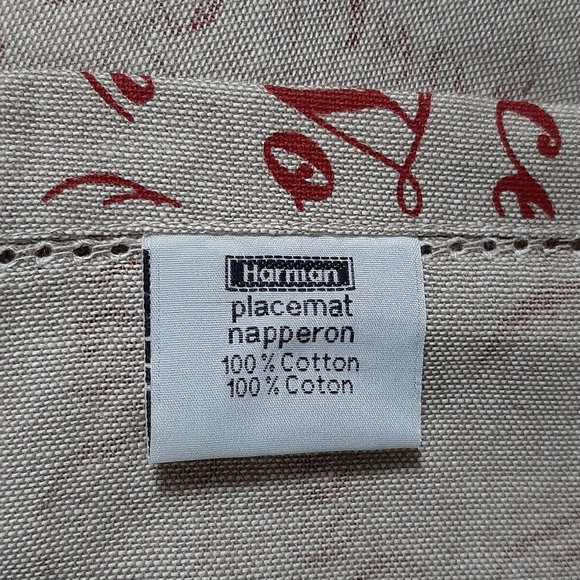 Harman
placemat
napperon
100% Cotton
100% Coton